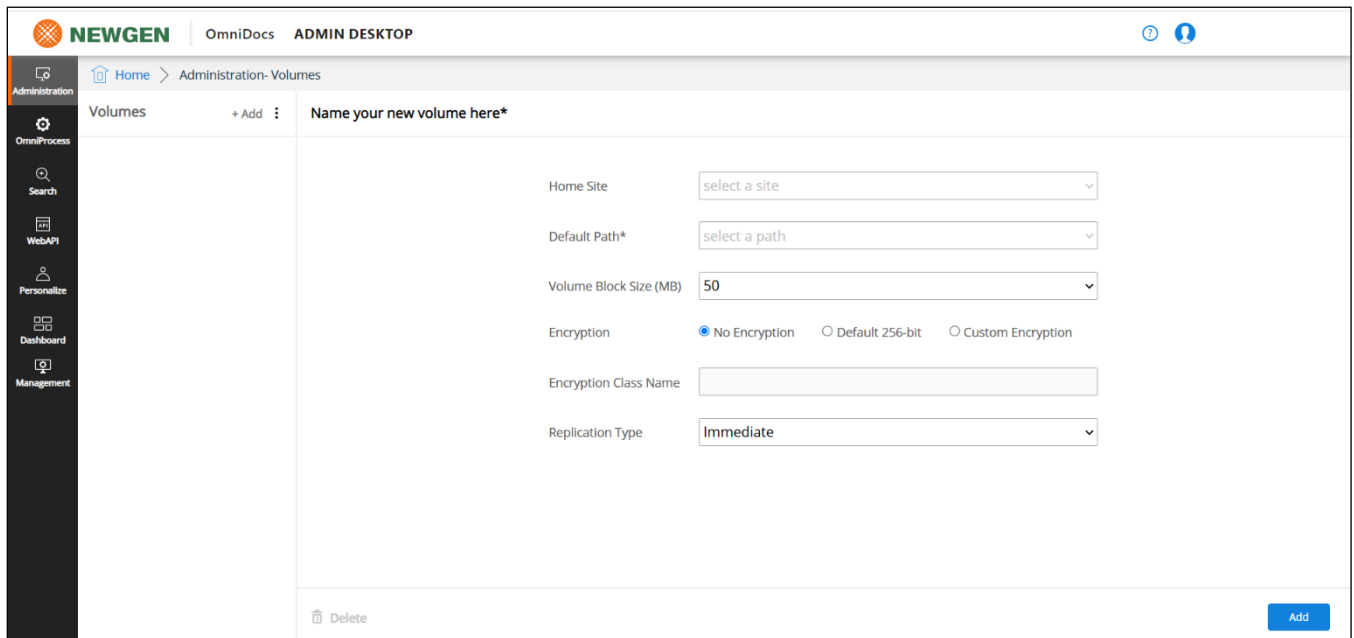 NEWGEN OmniDocs ADMIN DESKTOP
Administration
Home > Administration- Volumes
Volumes + Add
Name your new volume here*
OmniProcess
Search
API
WebAPI
Personalize
Dashboard
Management
Home Site select a site
Default Path* select a path
Volume Block Size (MB) 50
Encryption No Encryption Default 256-bit Custom Encryption
Encryption Class Name
Replication Type Immediate
Delete Add